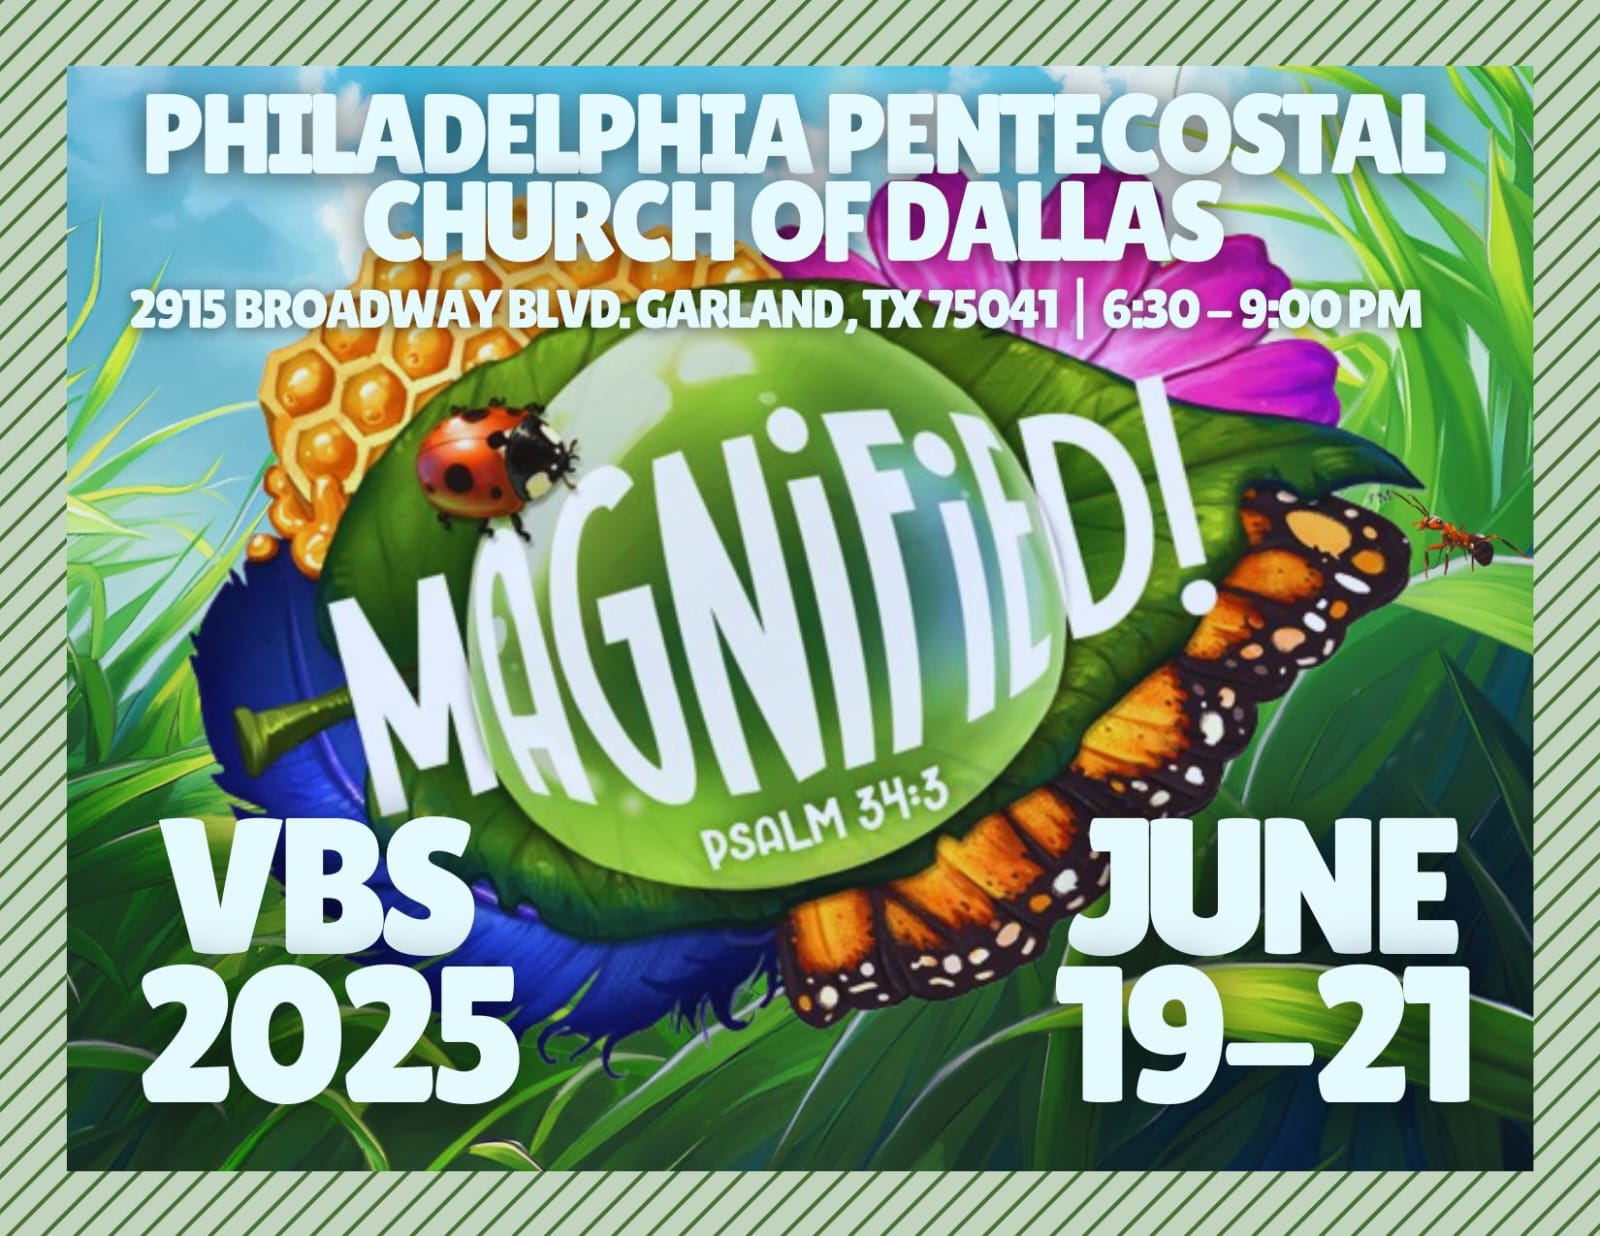 PHILADELPHIA PENTECOSTAL
CHURCH OF DALLAS
2915 BROADWAY BLVD. GARLAND, TX 75041 | 6:30 – 9:00 PM
MAGNiFiED!
TM
PSALM 34:3
VBS
2025
JUNE
19–21